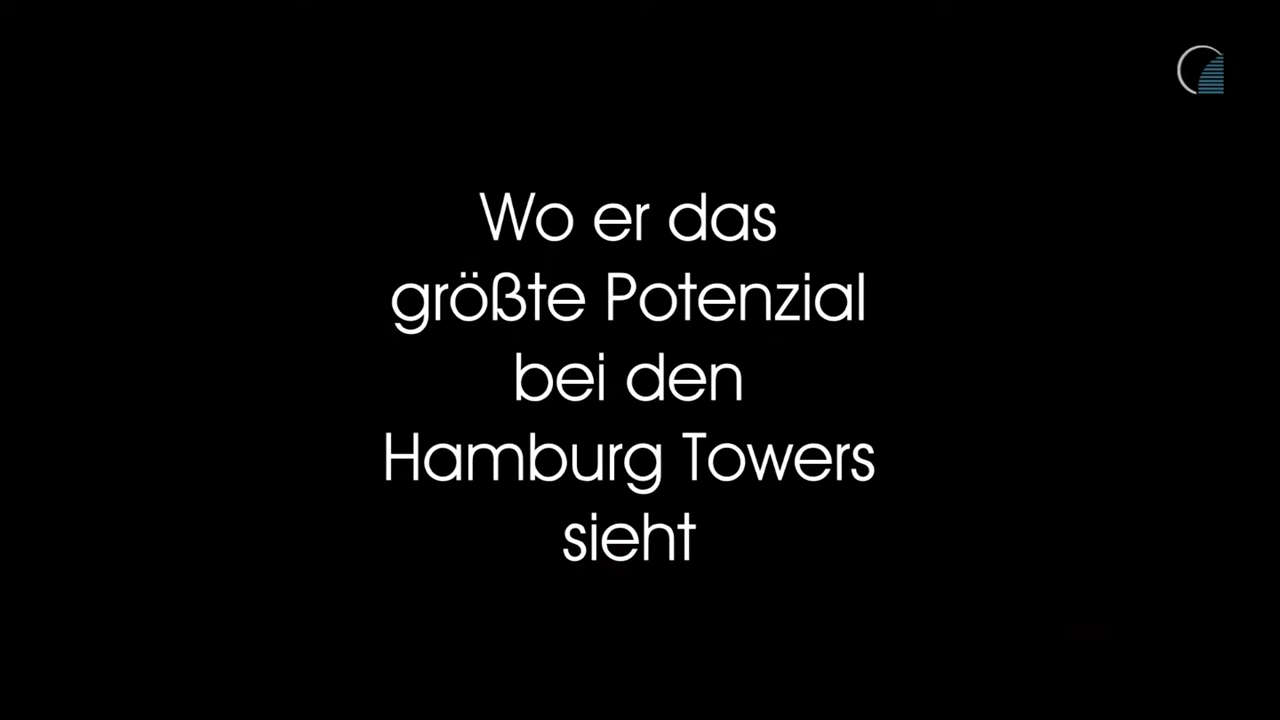 Wo er das
größte Potenzial
bei den
Hamburg Towers
sieht